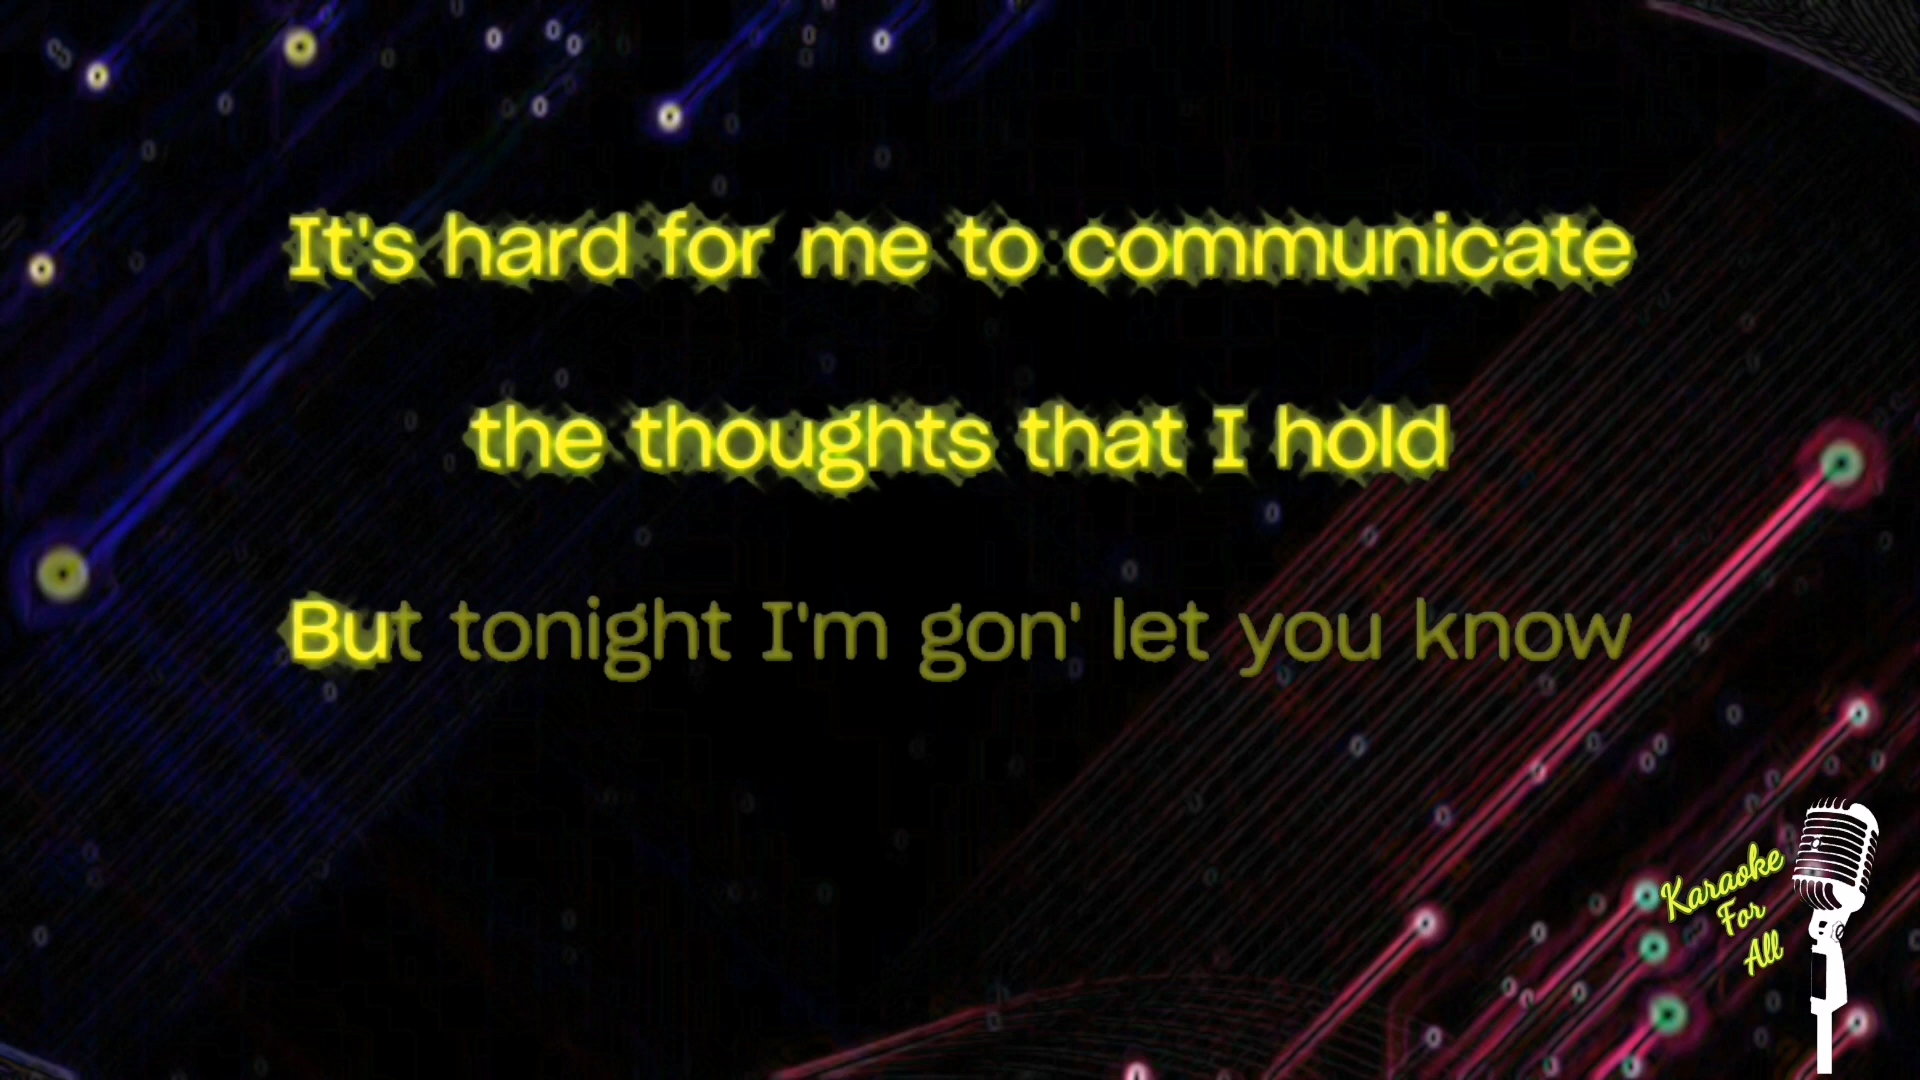 It's hard for me to communicate
the thoughts that I hold
But tonight I'm gon' let you know
Karaoke
For
All